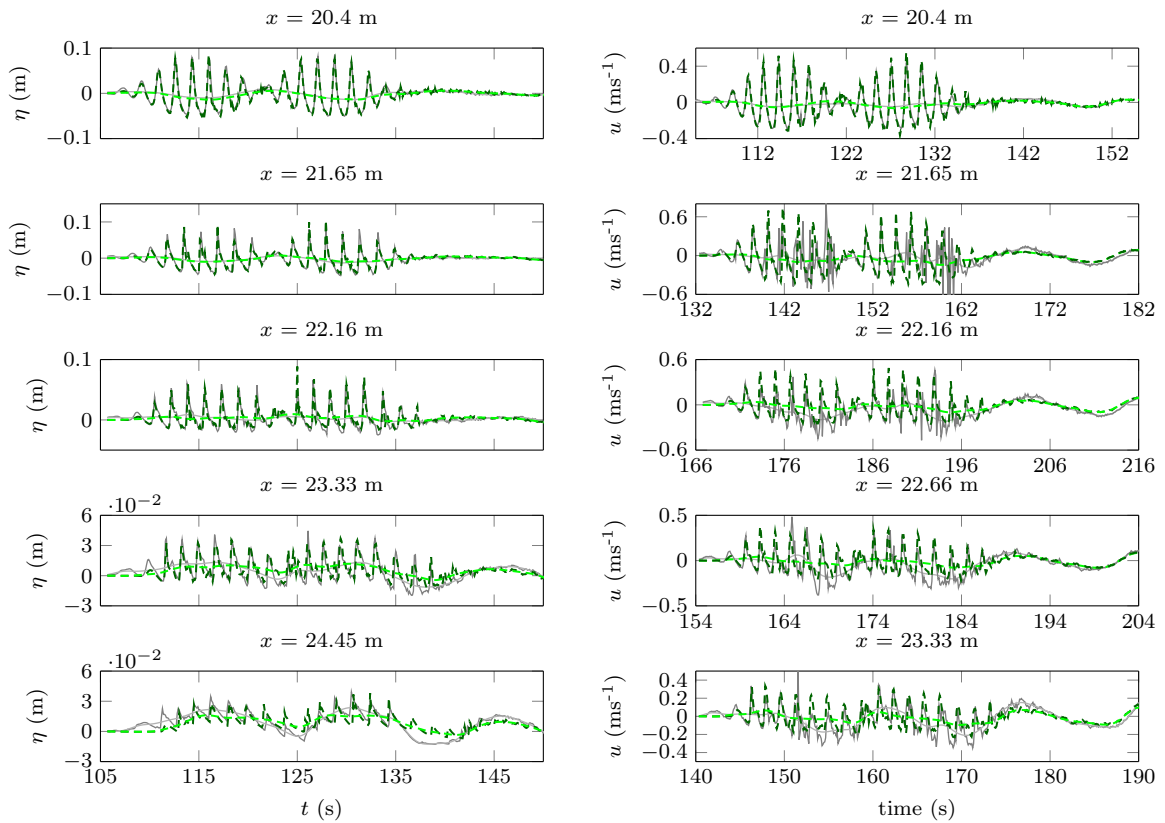 x = 20.4 m
0.1
0
−0.1
η (m)
x = 21.65 m
0.1
0
−0.1
η (m)
x = 22.16 m
0.1
0
η (m)
x = 23.33 m
·10−2
6
3
0
−3
η (m)
x = 24.45 m
·10−2
6
3
0
−3
η (m)
105 115 125 135 145
t (s)
x = 20.4 m
0.4
0
−0.4
u (ms-1 )
112 122 132 142 152
x = 21.65 m
0.6
0
−0.6
u (ms-1 )
132 142 152 162 172 182
x = 22.16 m
0.6
0
−0.6
u (ms-1 )
166 176 186 196 206 216
x = 22.66 m
0.5
0
−0.5
u (ms-1 )
154 164 174 184 194 204
x = 23.33 m
0.4
0.2
0
−0.2
−0.4
u (ms-1 )
140 150 160 170 180 190
time (s)